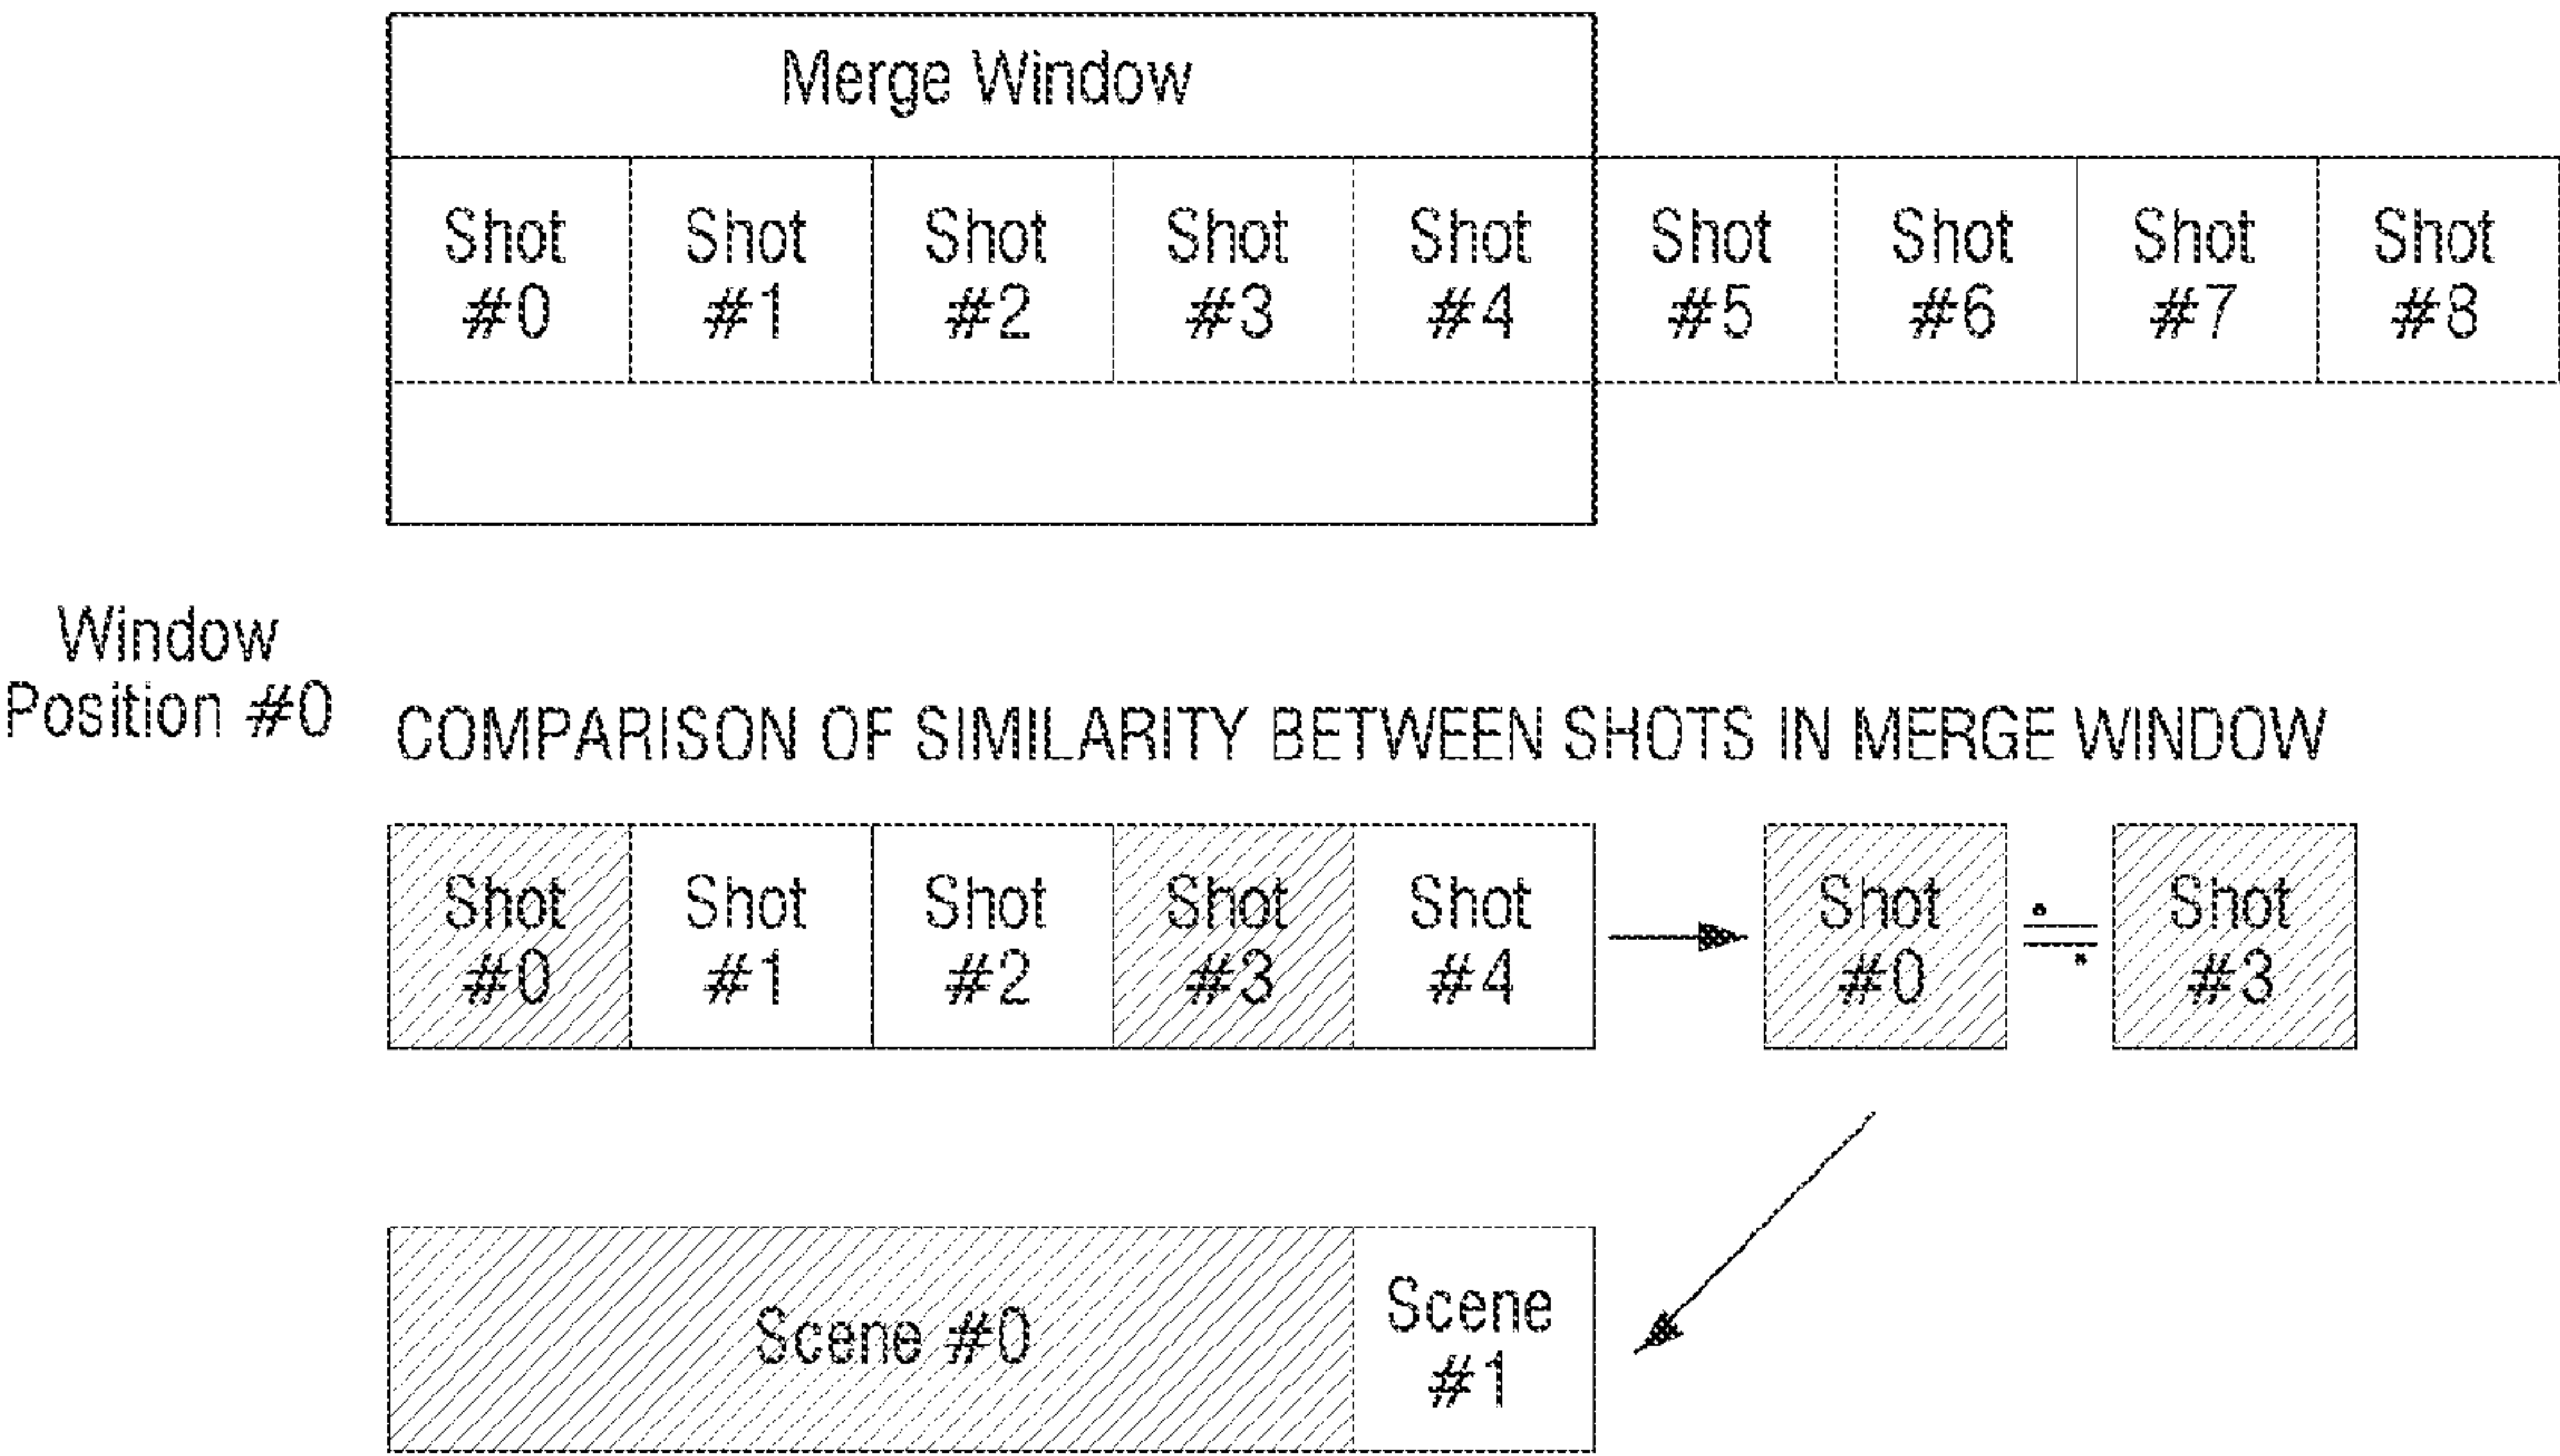 Merge Window
Shot #0
Shot #1
Shot #2
Shot #3
Shot #4
Shot #5
Shot #6
Shot #7
Shot #8
Window
Position #0
COMPARISON OF SIMILARITY BETWEEN SHOTS IN MERGE WINDOW
Shot #0
Shot #1
Shot #2
Shot #3
Shot #4
Shot #0
≒
Shot #3
Scene #0
Scene #1